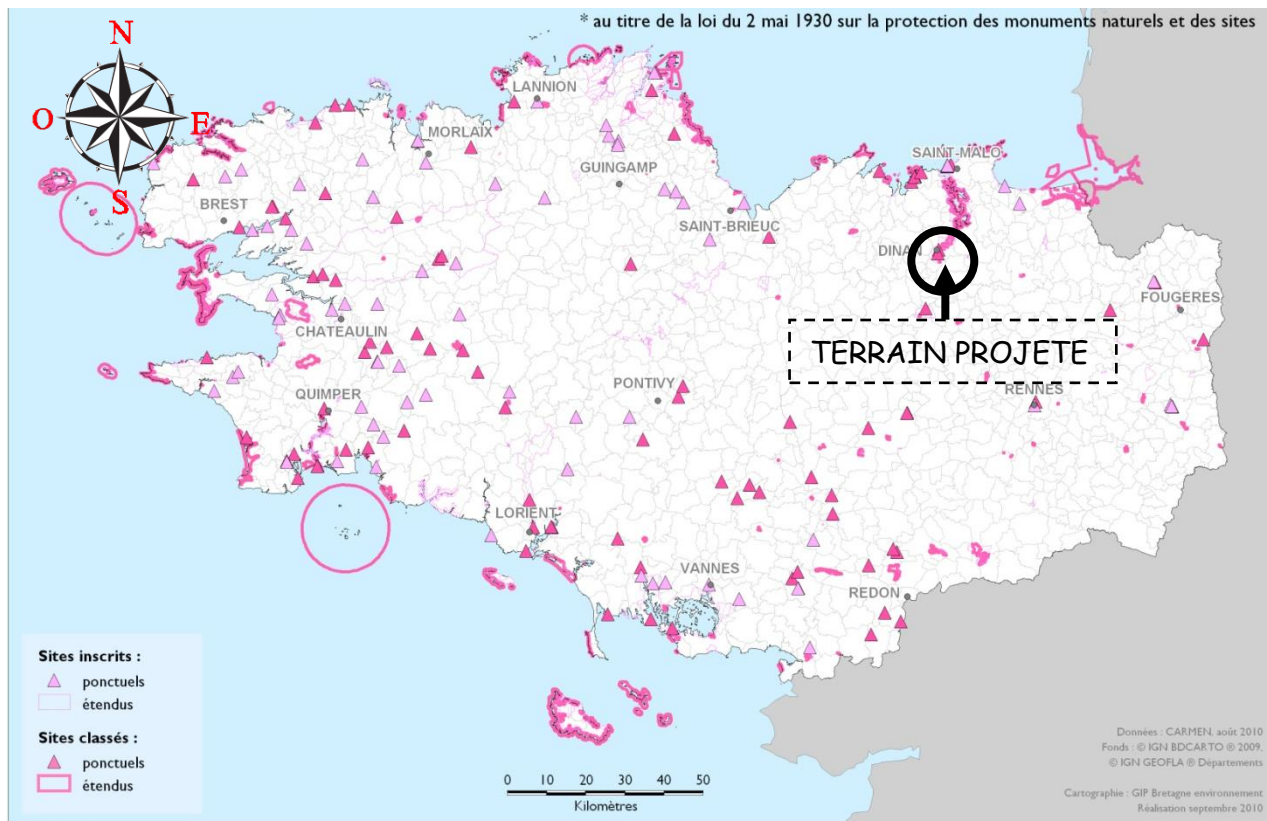 * au titre de la loi du 2 mai 1930 sur la protection des monuments naturels et des sites
N
O
E
S
LANNION
MORLAIX
SAINT-MALO
GUINGAMP
BREST
SAINT-BRIEUC
DINAN
FOUGERES
CHATEAULIN
TERRAIN PROJETE
PONTIVY
QUIMPER
RENNES
LORIENT
VANNES
REDON
Sites inscrits :
ponctuels
étendus
Sites classés :
ponctuels
étendus
0 10 20 30 40 50
Kilomètres
Données : CARMEN, août 2010
Fonds : © IGN BDCARTO ® 2009,
© IGN GEOFLA ® Départements
Cartographie : GIP Bretagne environnement
Réalisation septembre 2010